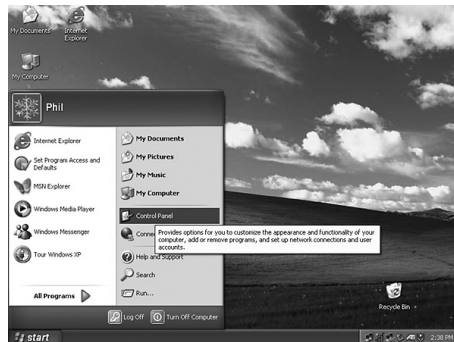 My Documents
Internet
Explorer
My Computer
Phil
Internet Explorer
Set Program Access and
Defaults
MSN Explorer
Windows Media Player
Windows Messenger
Tour Windows XP
All Programs
My Documents
My Pictures
My Music
My Computer
Control Panel
Provides options for you to customize the appearance and functionality of your
computer, add or remove programs, and set up network connections and user
accounts.
Help and Support
Search
Run...
Log Off
Turn Off Computer
Recycle Bin
start
2:38 PM